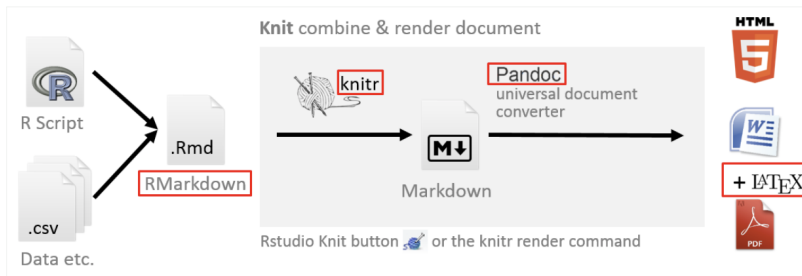 Knit combine & render document
HTML
5
R
R Script
knitr
Pandoc
universal document
converter
.Rmd
M
W
RMarkdown
Markdown
+ LATEX
.csv
PDF
Data etc.
Rstudio Knit button or the knitr render command